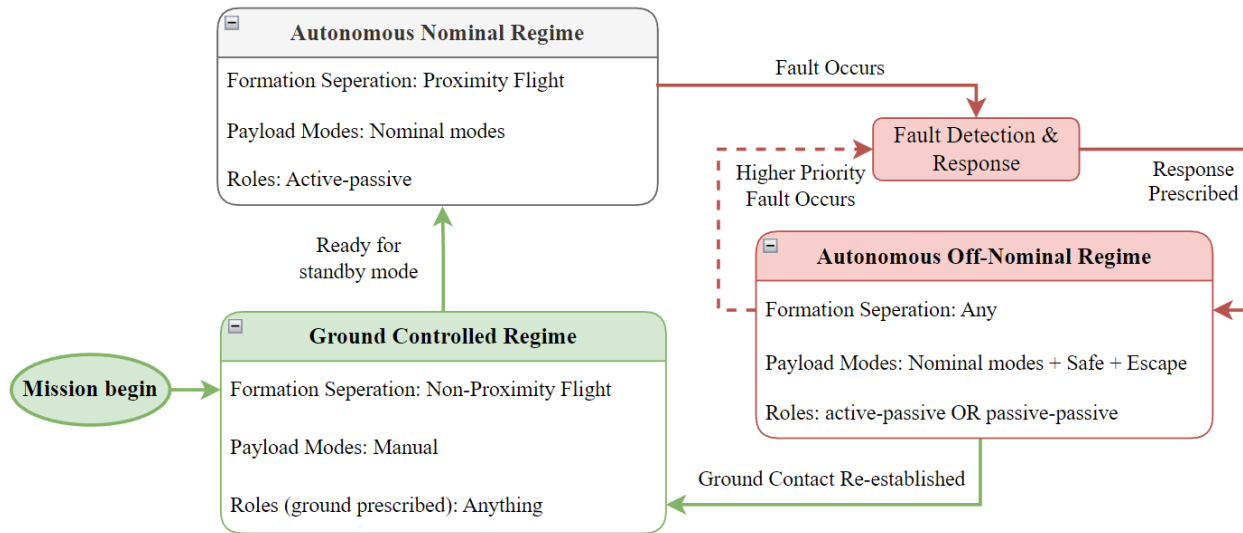 Autonomous Nominal Regime
Formation Seperation: Proximity Flight
Payload Modes: Nominal modes
Roles: Active-passive
Fault Occurs
Fault Detection &
Response
Higher Priority
Fault Occurs
Response
Prescribed
Ready for
standby mode
Autonomous Off-Nominal Regime
Formation Seperation: Any
Payload Modes: Nominal modes + Safe + Escape
Roles: active-passive OR passive-passive
Mission begin
Ground Controlled Regime
Formation Seperation: Non-Proximity Flight
Payload Modes: Manual
Roles (ground prescribed): Anything
Ground Contact Re-established